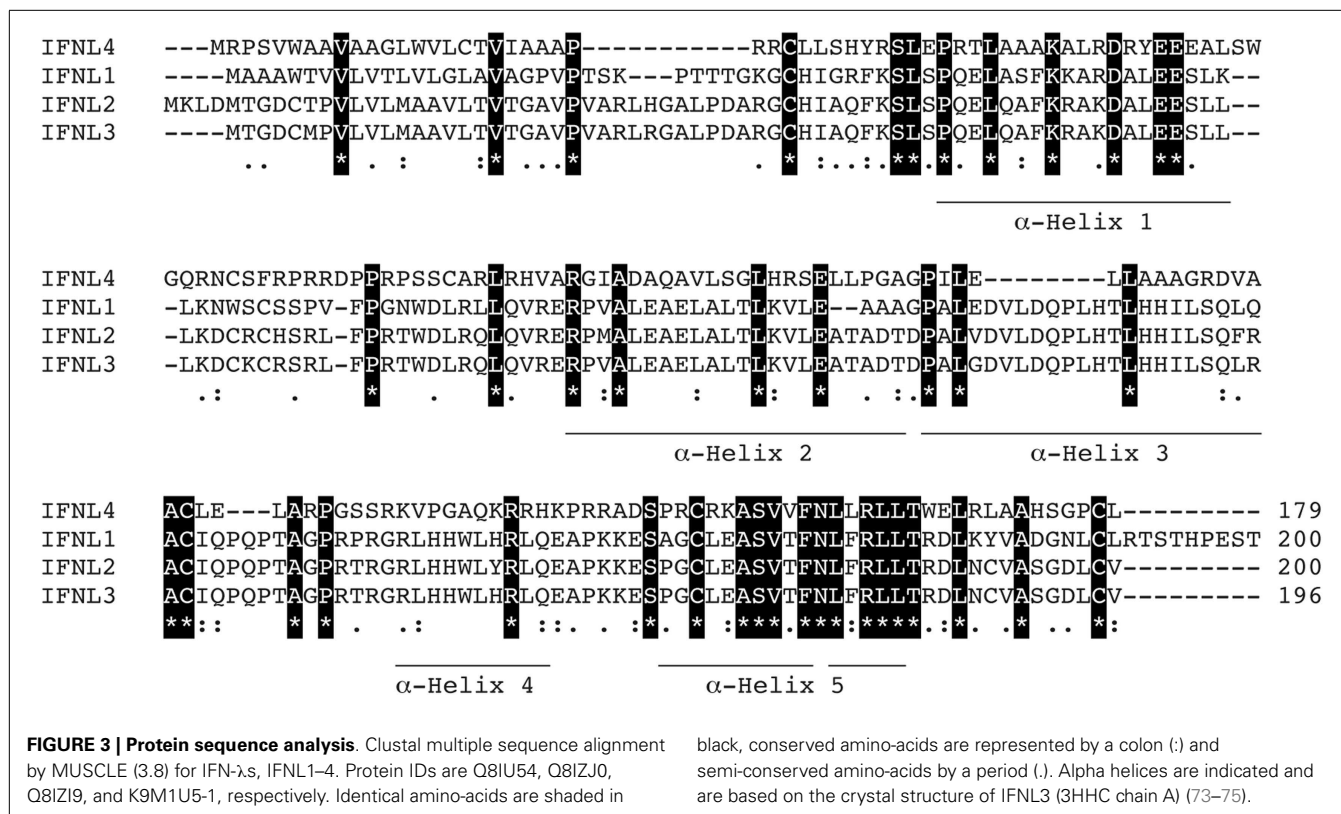 IFNL4 ---MRPSVWAAVAAGLWVLCTVIAAAP-----------RRCLLSHYRSLEPRTLAAAKALRDRYEEEALSW
IFNL1 ----MAAAWTVVLVTLVLGLAVAGPVPTSK---PTTTGKGCHIGRFKSLSPQELASFKKARDALEESLK--
IFNL2 MKLDMTGDCTPVLVLMAAVLTVTGAVPVARLHGALPDARGCHIAQFKSLSPQELQAFKRAKDALEESLL--
IFNL3 ----MTGDCMPVLVLMAAVLTVTGAVPVARLRGALPDARGCHIAQFKSLSPQELQAFKRAKDALEESLL--
.. * . : :* ... * . * :..:.** *. * : * . * **.
α-Helix 1
IFNL4 GQRNCSFRPRRDPPRPSSCARLRHVARGIADAQAVLSGLHRSELLPGAGPILE--------LLAAAGRDVA
IFNL1 -LKNWSCSSPV-FPGNWDLRLLQVRERPVALEAELALTLKVLE--AAAGPALEDVLDQPLHTLHHILSQLQ
IFNL2 -LKDCRCHSRL-FPRTWDLRQLQVRERPMALEAELALTLKVLEATADTDPALVDVLDQPLHTLHHILSQFR
IFNL3 -LKDCKCRSRL-FPRTWDLRQLQVRERPVALEAELALTLKVLEATADTDPALGDVLDQPLHTLHHILSQLR
.: . * . *. * :* : *: * . :.* * * :.
α-Helix 2 α-Helix 3
IFNL4 ACLE---LARPGSSRKVPGAQKRRHKPRRADSPRCRKASVVFNLLRLLTWELRLAAHSGPCL--------- 179
IFNL1 ACIQPQPTAGPRPRGRLHHWLHRLQEAPKKESAGCLEASVTFNLFRLLTRDLKYVADGNLCLRTSTHPEST 200
IFNL2 ACIQPQPTAGPRTRGRLHHWLYRLQEAPKKESPGCLEASVTFNLFRLLTRDLNCVASGDLCV--------- 200
IFNL3 ACIQPQPTAGPRTRGRLHHWLHRLQEAPKKESPGCLEASVTFNLFRLLTRDLNCVASGDLCV--------- 196
**:: * * . .: * ::. . :* * :***.***:****.:* . * .. *:
α-Helix 4 α-Helix 5
FIGURE 3 | Protein sequence analysis. Clustal multiple sequence alignment
by MUSCLE (3.8) for IFN-λs, IFNL1–4. Protein IDs are Q8IU54, Q8IZJ0,
Q8IZI9, and K9M1U5-1, respectively. Identical amino-acids are shaded in
black, conserved amino-acids are represented by a colon (:) and
semi-conserved amino-acids by a period (.). Alpha helices are indicated and
are based on the crystal structure of IFNL3 (3HHC chain A) (73–75).